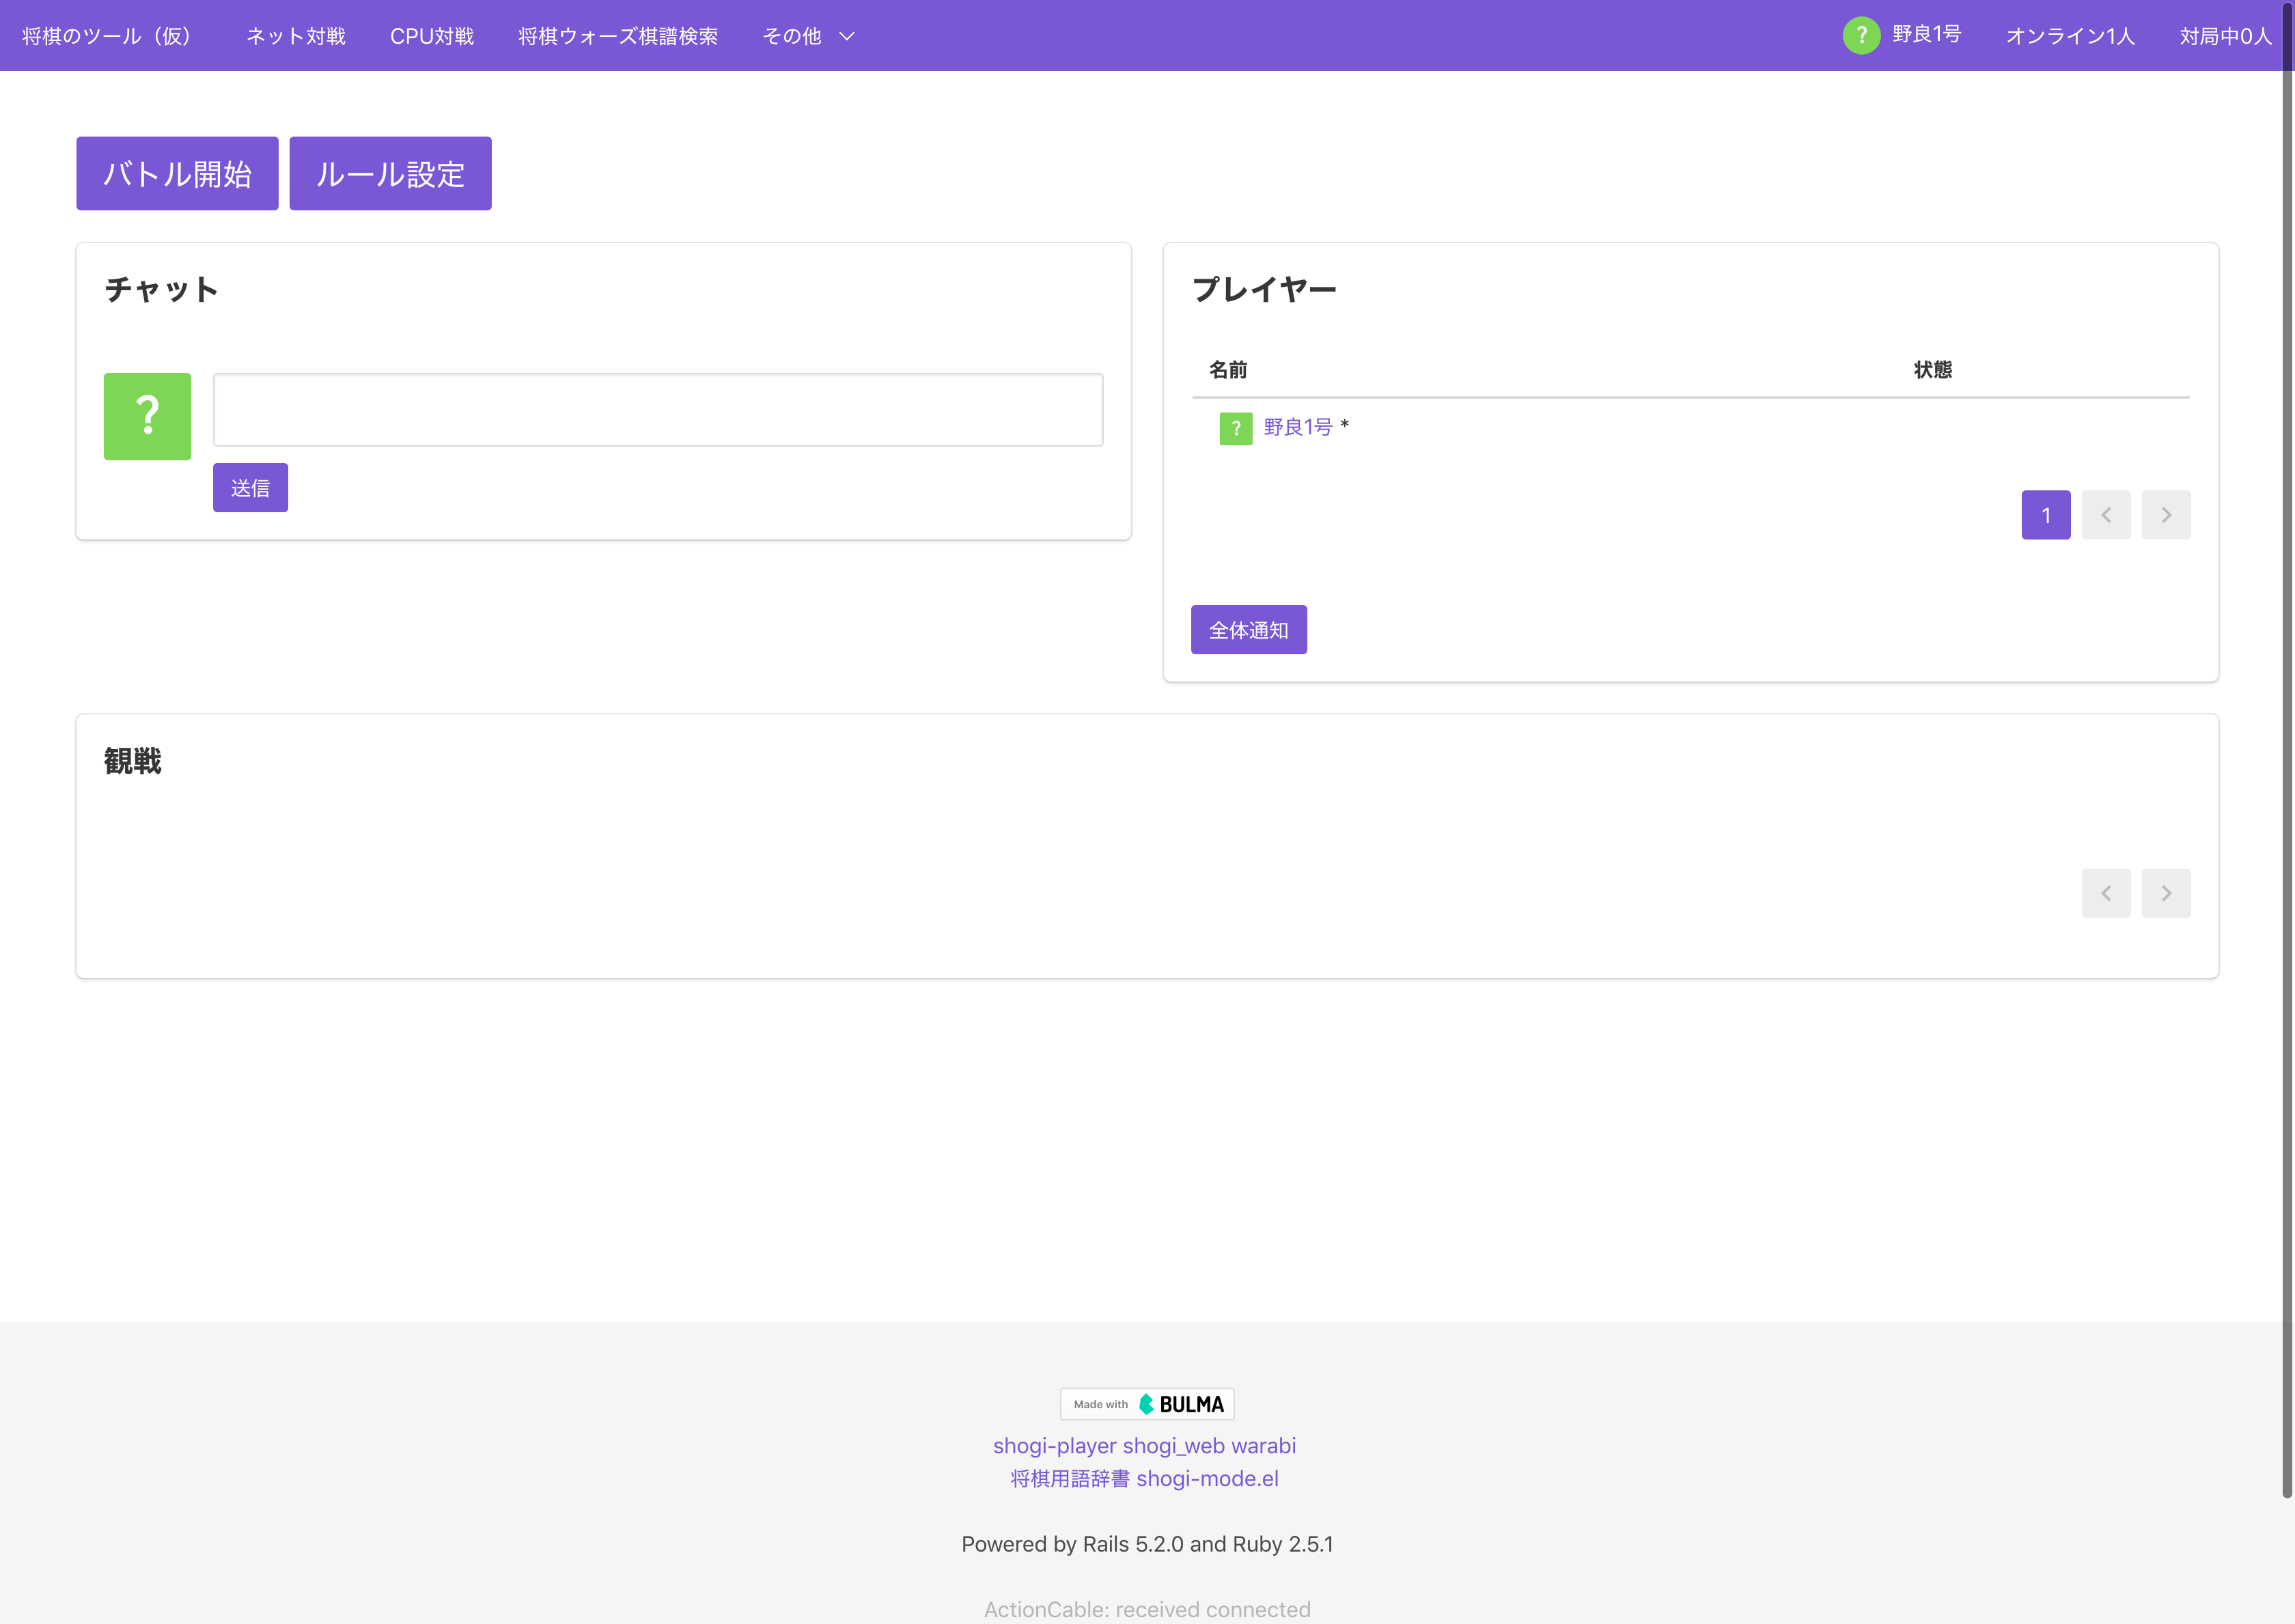 将棋のツール（仮） ネット対戦 CPU対戦 将棋ウォーズ棋譜検索 その他 ? 野良1号 オンライン1人 対局中0人
バトル開始 ルール設定
チャット
?
送信
プレイヤー
名前 状態
? 野良1号 *
1
全体通知
観戦
Made with BULMA
shogi-player shogi_web warabi
将棋用語辞書 shogi-mode.el
Powered by Rails 5.2.0 and Ruby 2.5.1
ActionCable: received connected